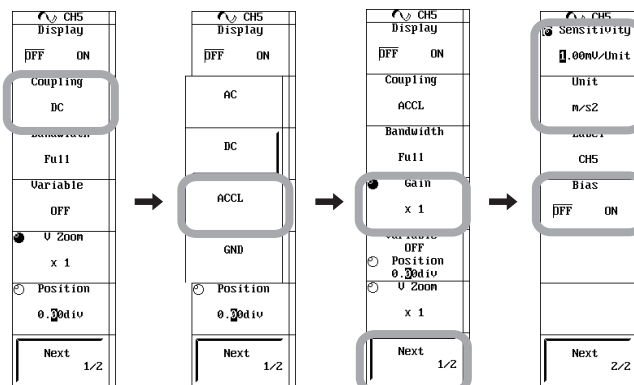 CH5
Display
OFF ON
Coupling
DC
Bandwidth
Full
Variable
OFF
V Zoom
x 1
Position
0.00div
Next
1/2
CH5
Display
OFF ON
AC
DC
ACCL
GND
Position
0.00div
Next
1/2
CH5
Display
OFF ON
Coupling
ACCL
Bandwidth
Full
Gain
x 1
Variable
OFF
Position
0.00div
V Zoom
x 1
Next
1/2
CH5
Sensitivity
1.00mV/Unit
Unit
m/s2
Label
CH5
Bias
OFF ON
Next
2/2